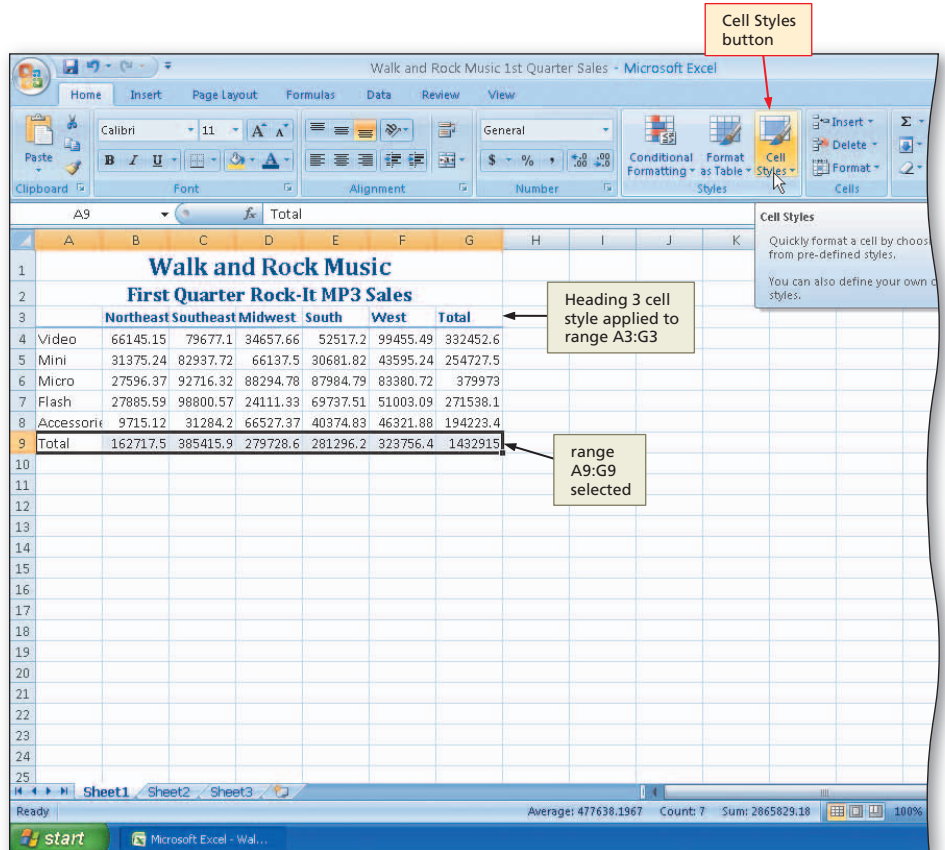 Cell Styles
button
Walk and Rock Music 1st Quarter Sales - Microsoft Excel
Home Insert Page Layout Formulas Data Review View
Calibri 11 A A General Insert
Delete
Paste B I U A $ % , .0 .00 .00 .0 Conditional Format Cell Format
Formatting as Table Styles
Clipboard Font Alignment Number Styles Cells
A9 fx Total
Cell Styles
Quickly format a cell by choos
from pre-defined styles.
You can also define your own c
styles.
A B C D E F G H I J K
1 Walk and Rock Music
2 First Quarter Rock-It MP3 Sales
3 Northeast Southeast Midwest South West Total
4 Video 66145.15 79677.1 34657.66 52517.2 99455.49 332452.6
5 Mini 31375.24 82937.72 66137.5 30681.82 43595.24 254727.5
6 Micro 27596.37 92716.32 88294.78 87984.79 83380.72 379973
7 Flash 27885.59 98800.57 24111.33 69737.51 51003.09 271538.1
8 Accessorie 9715.12 31284.2 66527.37 40374.83 46321.88 194223.4
9 Total 162717.5 385415.9 279728.6 281296.2 323756.4 1432915
Heading 3 cell
style applied to
range A3:G3
range
A9:G9
selected
10
11
12
13
14
15
16
17
18
19
20
21
22
23
24
25
Sheet1 Sheet2 Sheet3
Ready Average: 477638.1967 Count: 7 Sum: 2865829.18 100%
start Microsoft Excel - Wal...